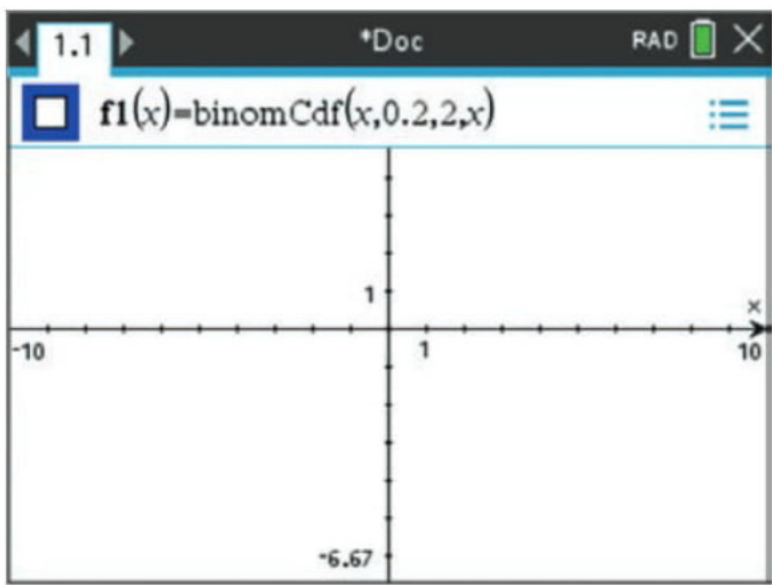 1.1 *Doc RAD
f1(x)=binomCdf(x,0.2,2,x)
1
x
-10 1 10
-6.67